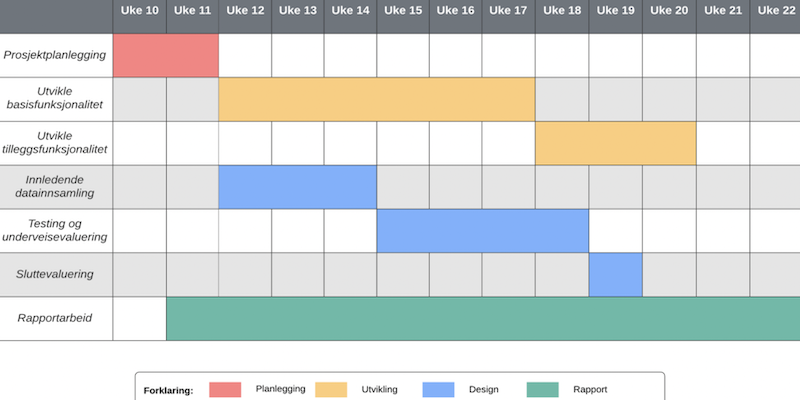 Uke 10 Uke 11 Uke 12 Uke 13 Uke 14 Uke 15 Uke 16 Uke 17 Uke 18 Uke 19 Uke 20 Uke 21 Uke 22
Prosjektplanlegging
Utvikle
basisfunksjonalitet
Utvikle
tilleggsfunksjonalitet
Innledende
datainnsamling
Testing og
underveisevaluering
Sluttevaluering
Rapportarbeid
Forklaring: Planlegging Utvikling Design Rapport